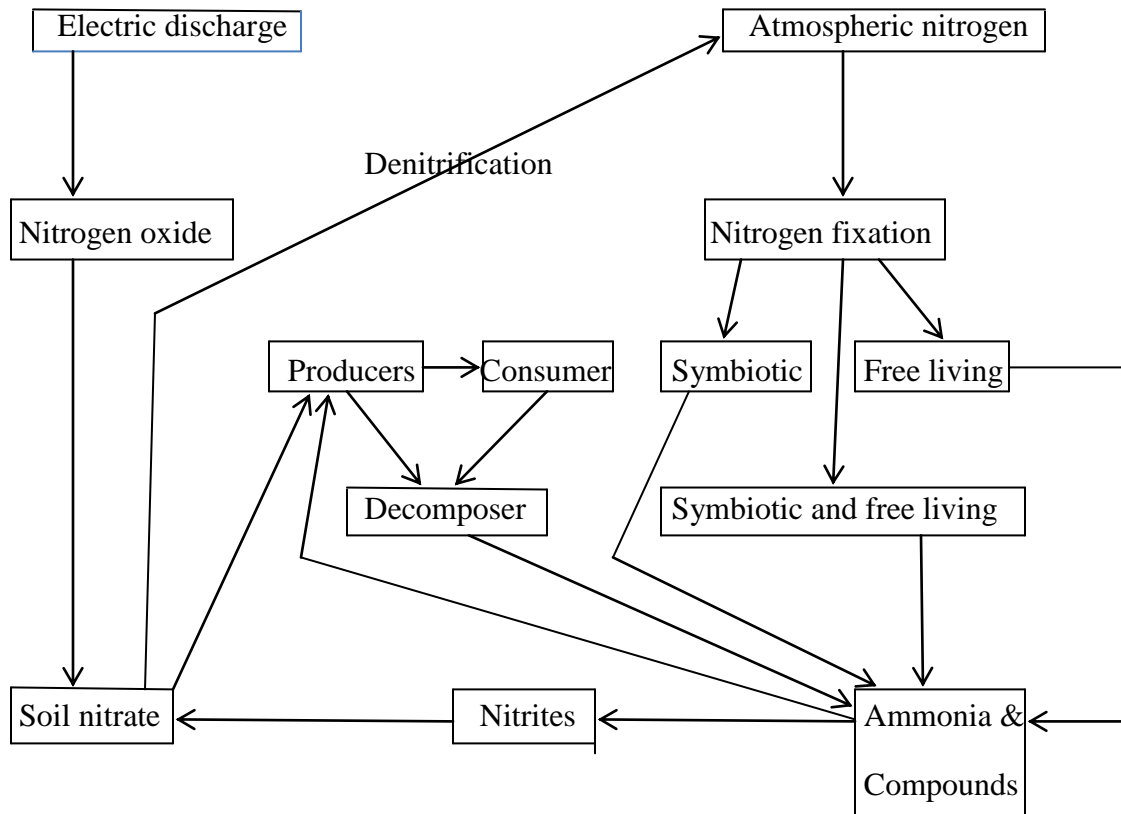 Electric discharge
Atmospheric nitrogen
Denitrification
Nitrogen oxide
Nitrogen fixation
Producers
Consumer
Symbiotic
Free living
Decomposer
Symbiotic and free living
Soil nitrate
Nitrites
Ammonia &
Compounds